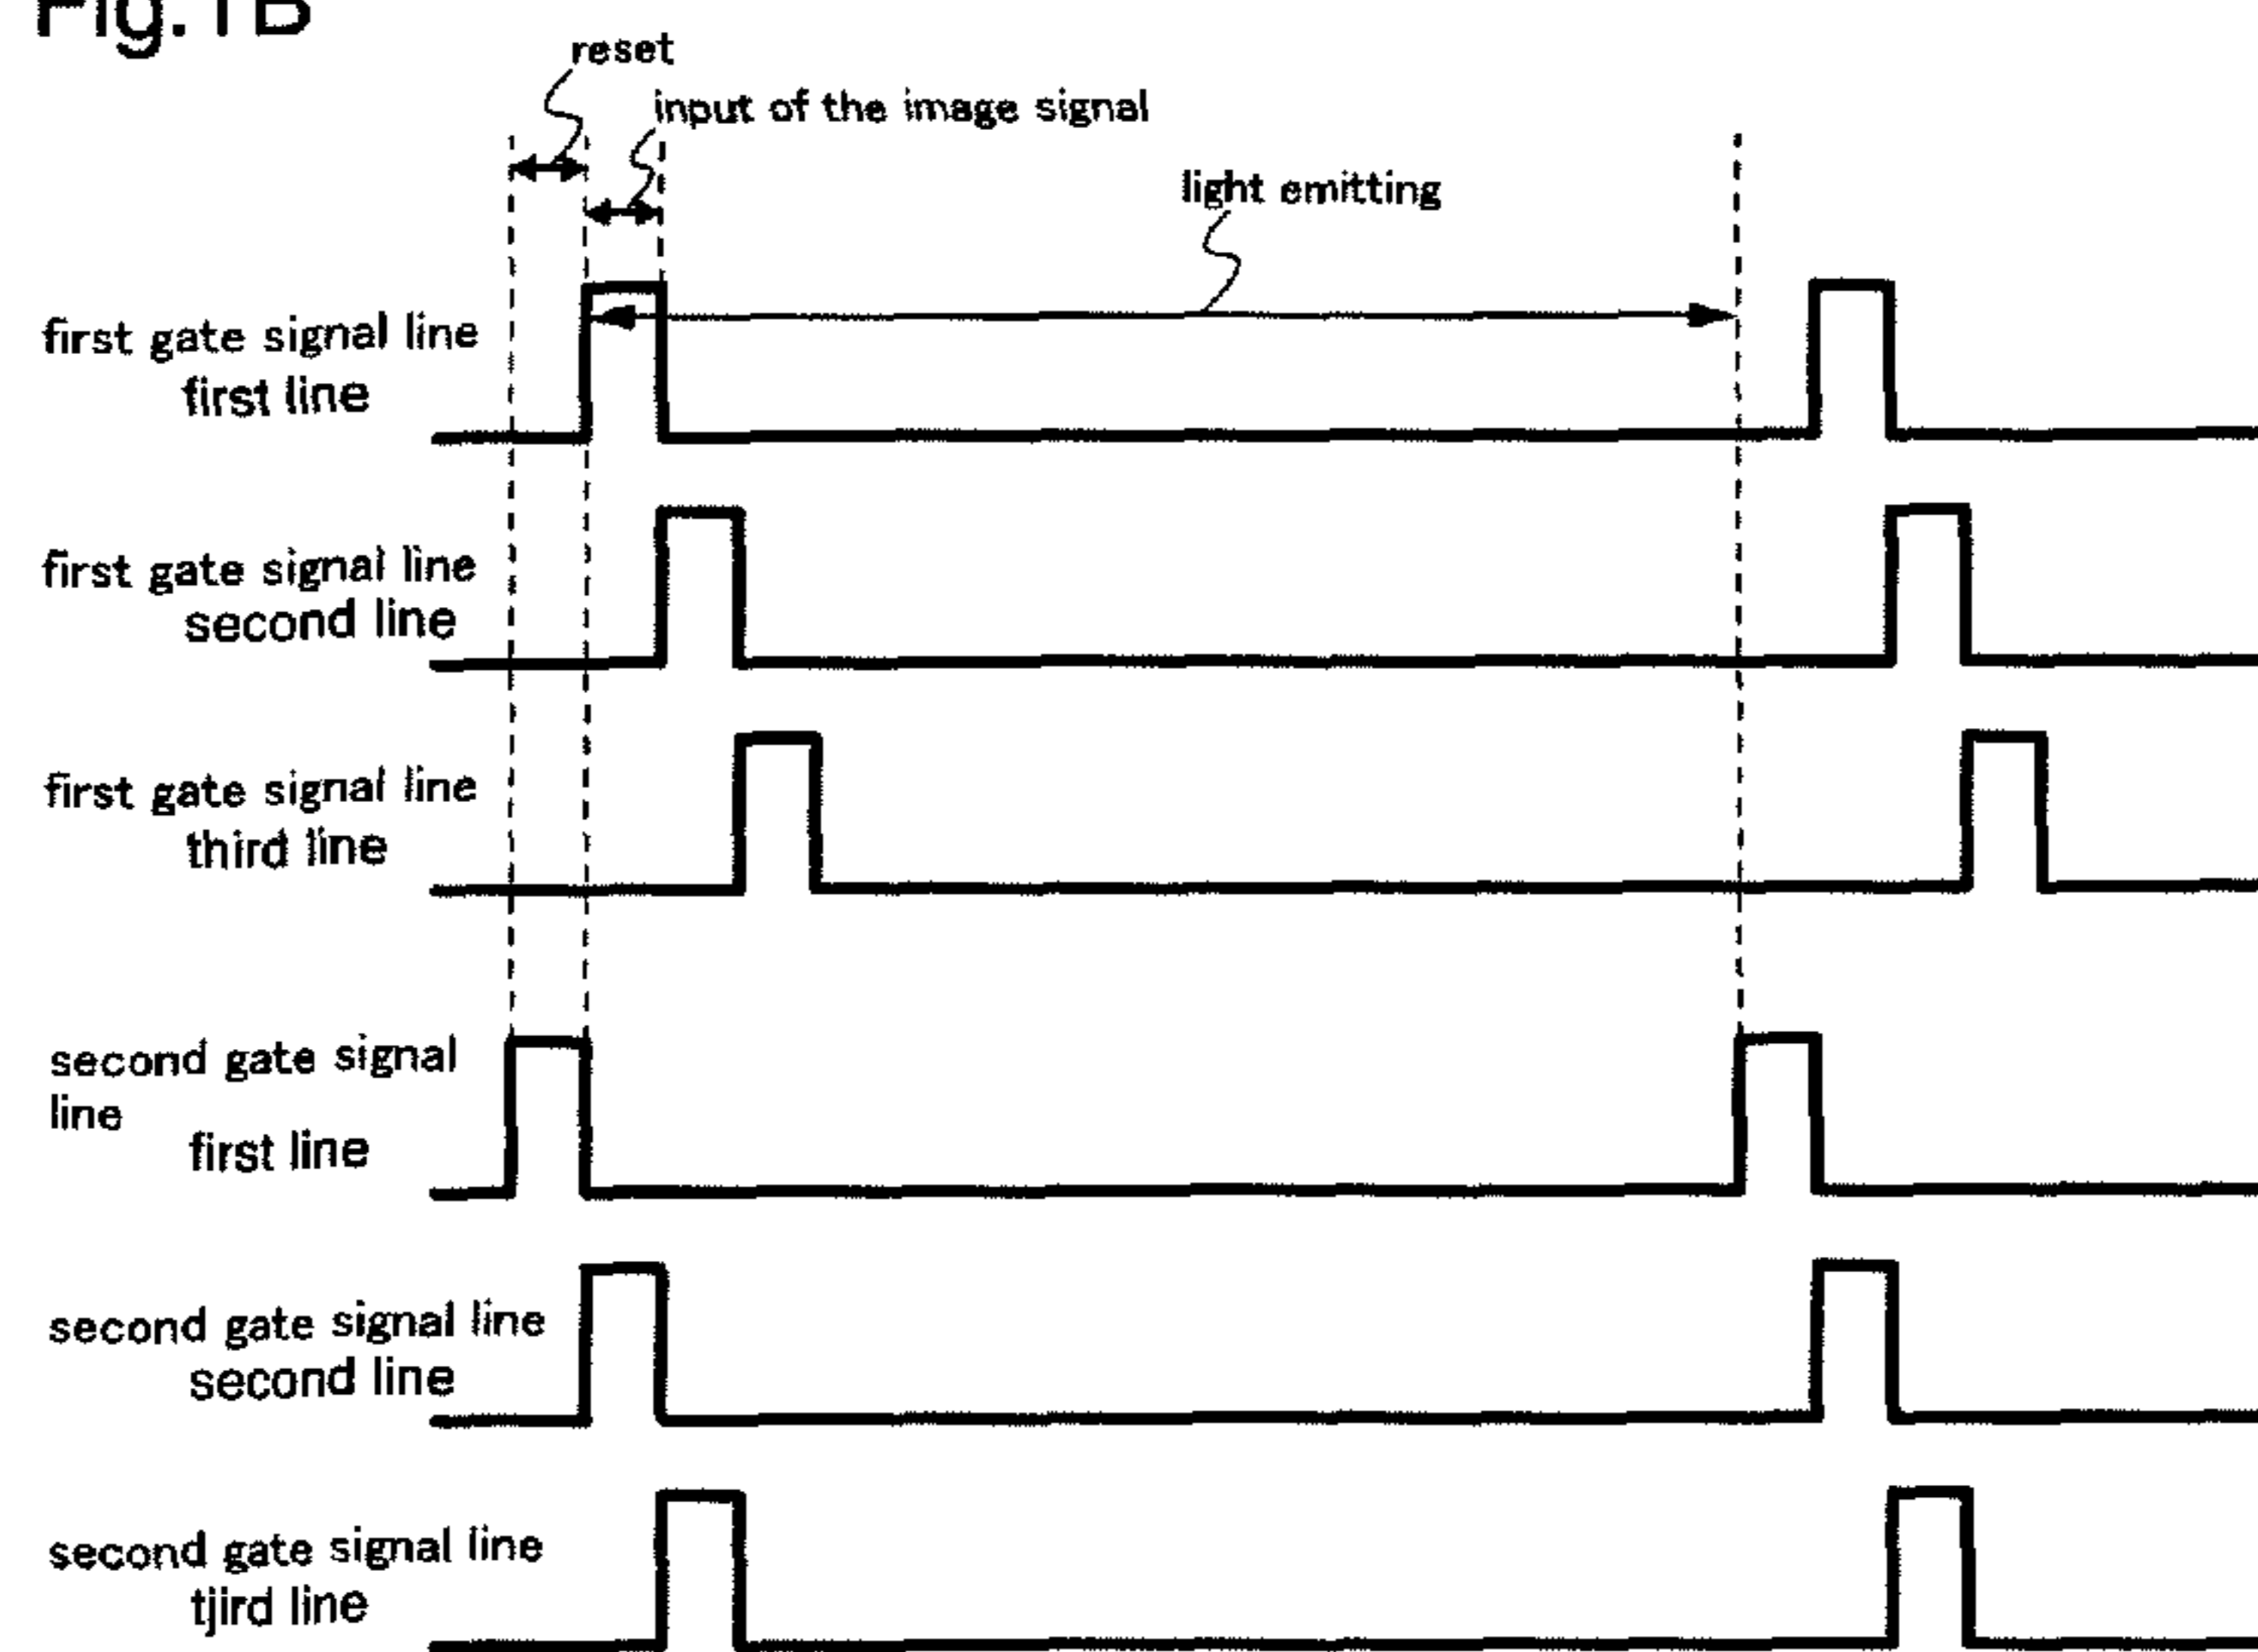 Fig.1B
reset
input of the image signal
light emitting
first gate signal line
first line
first gate signal line
second line
first gate signal line
third line
second gate signal
line
first line
second gate signal line
second line
second gate signal line
tjird line